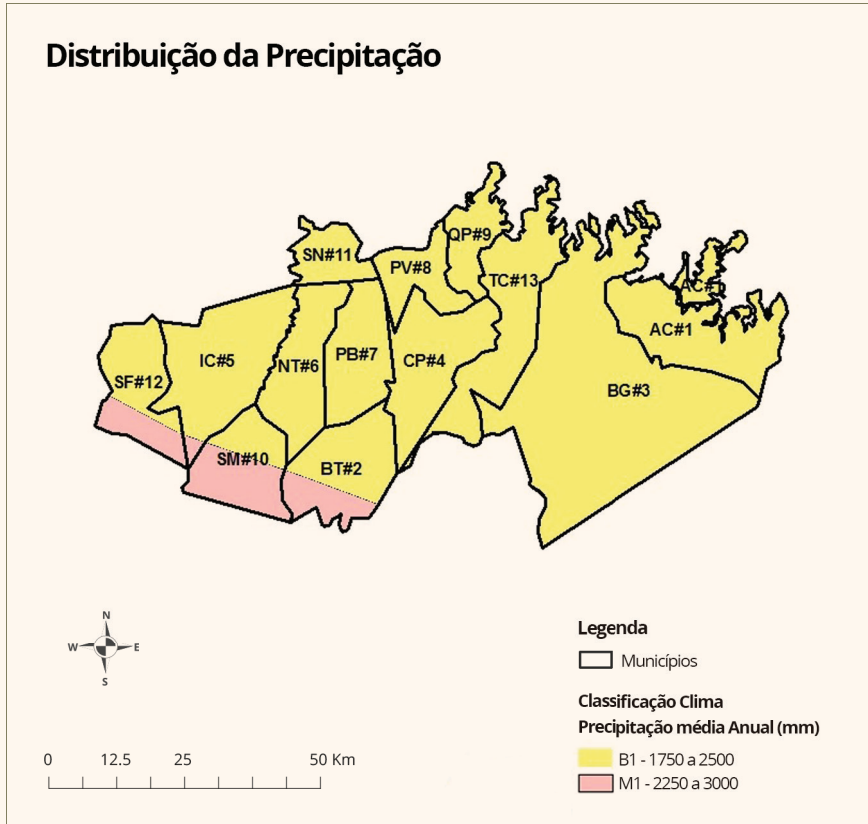 Distribuição da Precipitação
QP#9
SN#11
PV#8
TC#13
AC#1
AC#1
IC#5
NT#6
PB#7
CP#4
SF#12
BG#3
SM#10
BT#2
N
W E
S
Legenda
Municípios
Classificação Clima
Precipitação média Anual (mm)
B1 - 1750 a 2500
M1 - 2250 a 3000
0 12.5 25 50 Km